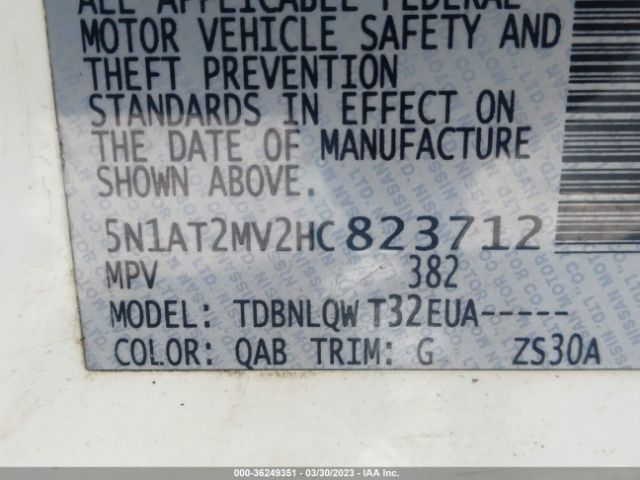 ALL APPLICABLE FEDERAL
MOTOR VEHICLE SAFETY AND
THEFT PREVENTION
STANDARDS IN EFFECT ON
THE DATE OF MANUFACTURE
SHOWN ABOVE.
5N1AT2MV2HC823712
MPV 382
MODEL: TDBNLQW T32EUA-----
COLOR: QAB TRIM: G ZS30A
000-36249351 / 03/30/2023 - IAA Inc.